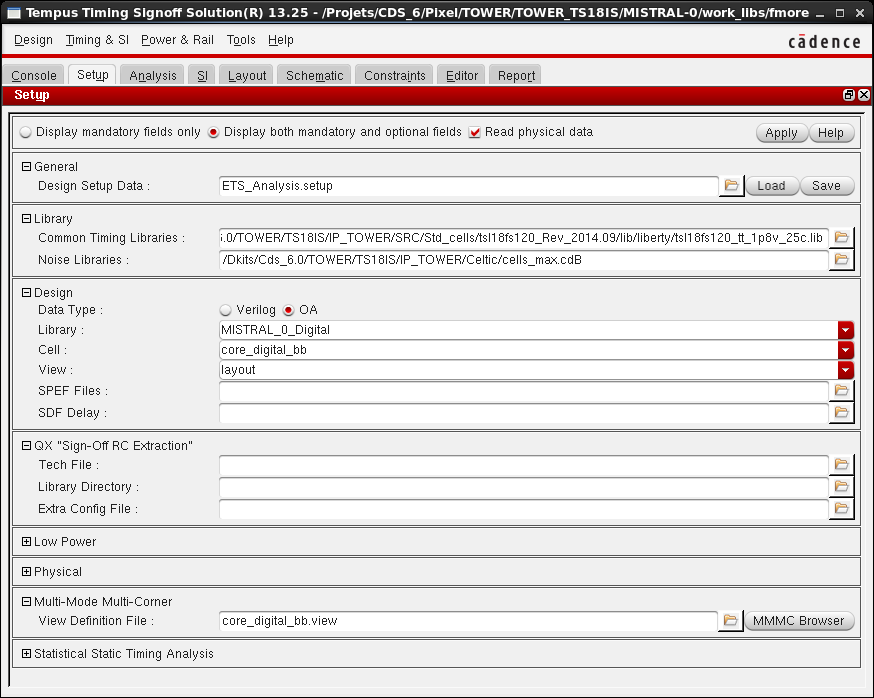 Tempus Timing Signoff Solution(R) 13.25 - /Projets/CDS_6/Pixel/TOWER/TOWER_TS18IS/MISTRAL-0/work_libs/fmore
Design Timing & SI Power & Rail Tools Help
cādence
Console Setup Analysis SI Layout Schematic Constraints Editor Report
Setup
Display mandatory fields only Display both mandatory and optional fields Read physical data Apply Help
General
Design Setup Data : ETS_Analysis.setup Load Save
Library
Common Timing Libraries : .0/TOWER/TS18IS/IP_TOWER/SRC/Std_cells/tsl18fs120_Rev_2014.09/lib/liberty/tsl18fs120_tt_1p8v_25c.lib
Noise Libraries : /Dkits/Cds_6.0/TOWER/TS18IS/IP_TOWER/Celtic/cells_max.cdB
Design
Data Type : Verilog OA
Library : MISTRAL_0_Digital
Cell : core_digital_bb
View : layout
SPEF Files :
SDF Delay :
QX "Sign-Off RC Extraction"
Tech File :
Library Directory :
Extra Config File :
Low Power
Physical
Multi-Mode Multi-Corner
View Definition File : core_digital_bb.view MMMC Browser
Statistical Static Timing Analysis